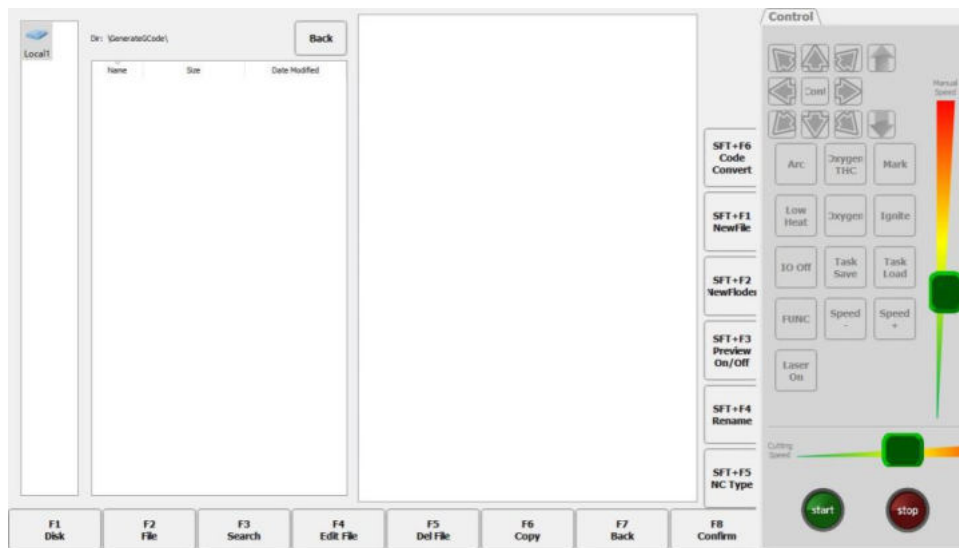 Control
Local1
Dir: \GenerateGCode\
Back
Name Size Date Modified
Cont
Manual
Speed
SFT+F6
Code
Convert
SFT+F1
NewFile
SFT+F2
NewFloder
SFT+F3
Preview
On/Off
SFT+F4
Rename
SFT+F5
NC Type
Arc
Oxygen
THC
Mark
Low
Heat
Oxygen
Ignite
IO Off
Task
Save
Task
Load
FUNC
Speed
-
Speed
+
Laser
On
Cutting
Speed
start
stop
F1
Disk
F2
File
F3
Search
F4
Edit File
F5
Del File
F6
Copy
F7
Back
F8
Confirm